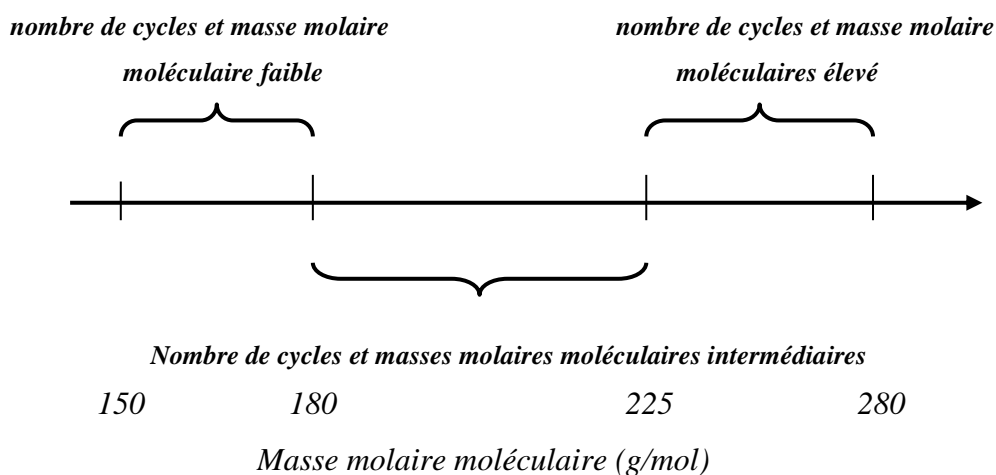 nombre de cycles et masse molaire
moléculaire faible
nombre de cycles et masse molaire
moléculaires élevé
Nombre de cycles et masses molaires moléculaires intermédiaires
150 180 225 280
Masse molaire moléculaire (g/mol)